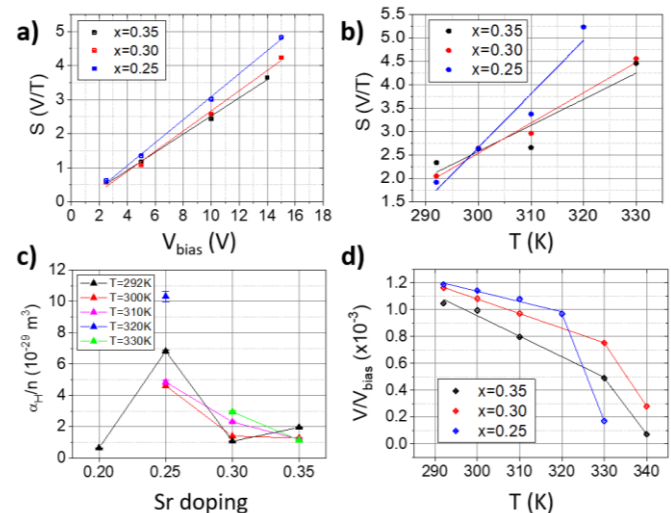 a)
x=0.35
x=0.30
x=0.25
S (V/T)
5
4
3
2
1
0
0 2 4 6 8 10 12 14 16 18
V_bias (V)
b)
x=0.35
x=0.30
x=0.25
S (V/T)
5.5
5.0
4.5
4.0
3.5
3.0
2.5
2.0
1.5
290 300 310 320 330 340
T (K)
c)
T=292K
T=300K
T=310K
T=320K
T=330K
α_H/n (10^-29 m^3)
12
10
8
6
4
2
0
0.20 0.25 0.30 0.35
Sr doping
d)
x=0.35
x=0.30
x=0.25
V/V_bias (x10^-3)
1.2
1.0
0.8
0.6
0.4
0.2
0.0
290 300 310 320 330 340
T (K)